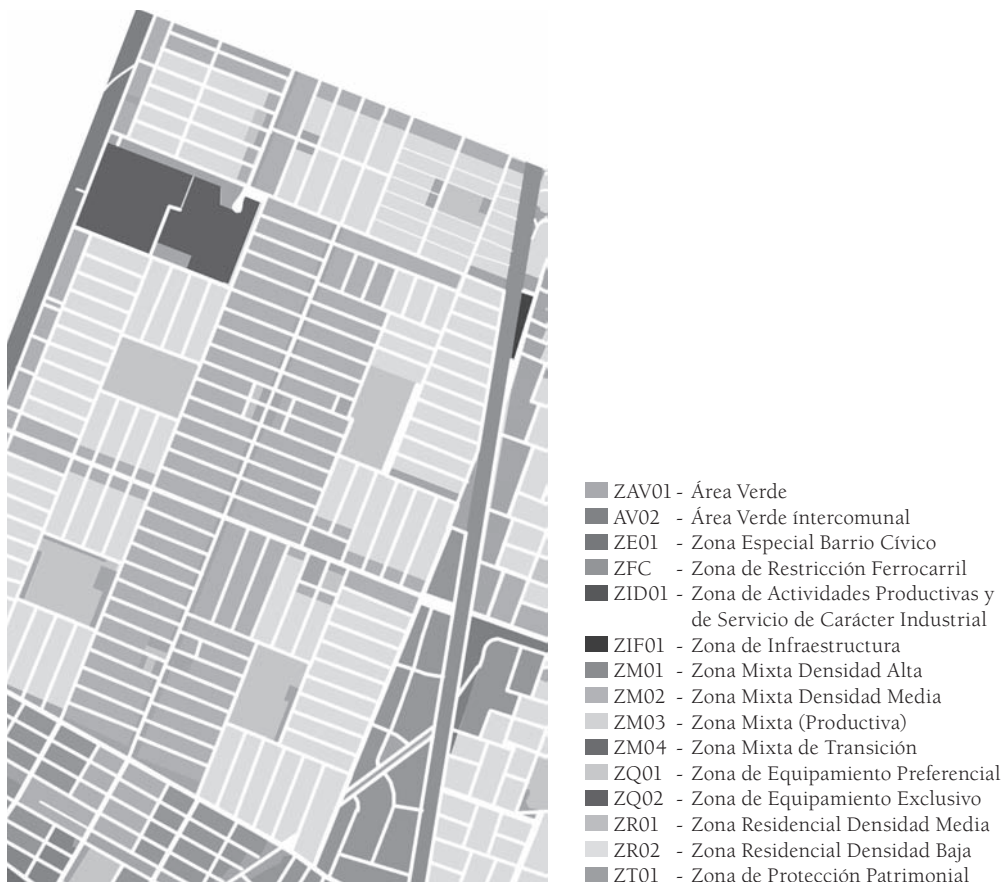 ZAV01 - Área Verde
AV02 - Área Verde íntercomunal
ZE01 - Zona Especial Barrio Cívico
ZFC - Zona de Restricción Ferrocarril
ZID01 - Zona de Actividades Productivas y
de Servicio de Carácter Industrial
ZIF01 - Zona de Infraestructura
ZM01 - Zona Mixta Densidad Alta
ZM02 - Zona Mixta Densidad Media
ZM03 - Zona Mixta (Productiva)
ZM04 - Zona Mixta de Transición
ZQ01 - Zona de Equipamiento Preferencial
ZQ02 - Zona de Equipamiento Exclusivo
ZR01 - Zona Residencial Densidad Media
ZR02 - Zona Residencial Densidad Baja
ZT01 - Zona de Protección Patrimonial